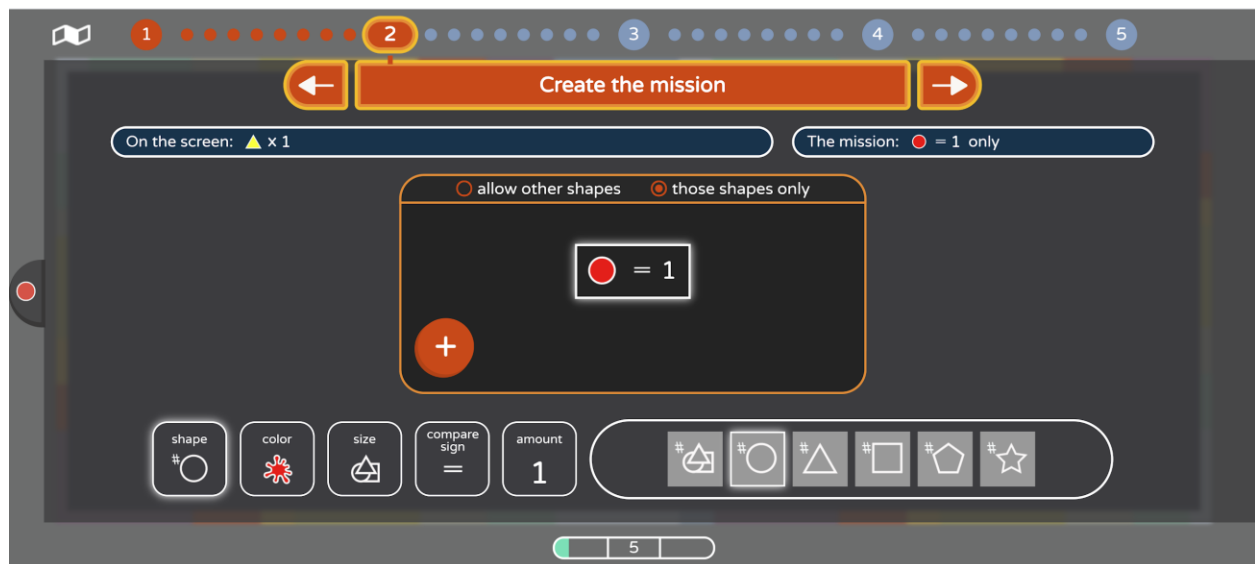 1 2 3 4 5
Create the mission
On the screen: x 1
The mission: = 1 only
allow other shapes those shapes only
= 1
+
shape color size compare sign amount
# = 1
# # # # # #
5